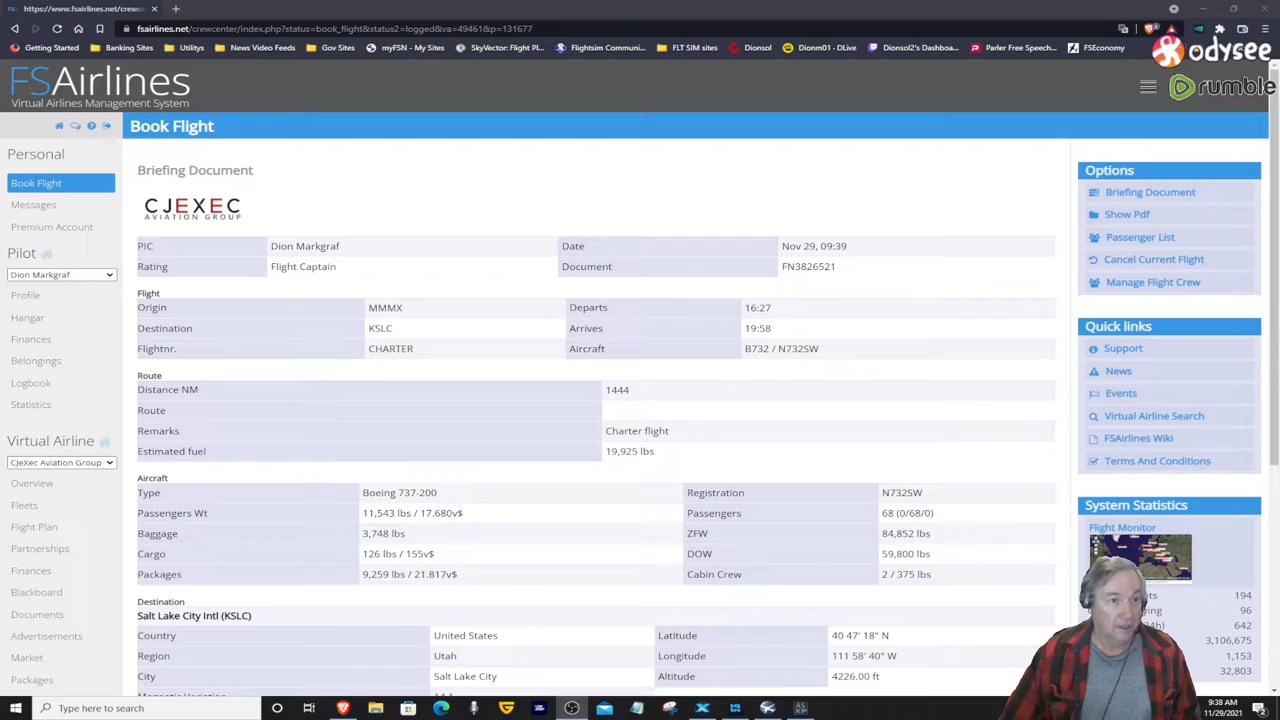 https://www.fsairlines.net/crewc
fsairlines.net/crewcenter/index.php?status=book_flight&status2=logged&va=49461&p=131677
Getting Started
Banking Sites
Utilitys
News Video Feeds
Gov Sites
myFSN - My Sites
SkyVector: Flight Pl...
Flightsim Communi...
FLT SIM sites
Dionsol
Dionm01 - DLive
Dionsol2's Dashboa...
Parler Free Speech...
FSEconomy
odysee
rumble
FSAirlines
Virtual Airlines Management System
Book Flight
Personal
Book Flight
Messages
Premium Account
Pilot
Dion Markgraf
Profile
Hangar
Finances
Belongings
Logbook
Statistics
Virtual Airline
CJeXec Aviation Group
Overview
Fleets
Flight Plan
Partnerships
Finances
Blackboard
Documents
Advertisements
Market
Packages
Briefing Document
CJEXEC
AVIATION GROUP
PIC Dion Markgraf Date Nov 29, 09:39
Rating Flight Captain Document FN3826521
Flight
Origin MMMX Departs 16:27
Destination KSLC Arrives 19:58
Flightnr. CHARTER Aircraft B732 / N732SW
Route
Distance NM 1444
Route
Remarks Charter flight
Estimated fuel 19,925 lbs
Aircraft
Type Boeing 737-200 Registration N732SW
Passengers Wt 11,543 lbs / 17.680v$ Passengers 68 (0/68/0)
Baggage 3,748 lbs ZFW 84,852 lbs
Cargo 126 lbs / 155v$ DOW 59,800 lbs
Packages 9,259 lbs / 21.817v$ Cabin Crew 2 / 375 lbs
Destination
Salt Lake City Intl (KSLC)
Country United States Latitude 40 47' 18" N
Region Utah Longitude 111 58' 40" W
City Salt Lake City Altitude 4226.00 ft
Options
Briefing Document
Show Pdf
Passenger List
Cancel Current Flight
Manage Flight Crew
Quick links
Support
News
Events
Virtual Airline Search
FSAirlines Wiki
Terms And Conditions
System Statistics
Flight Monitor
194
96
642
3,106,675
1,153
32,803
Type here to search
9:38 AM
11/29/2021
2